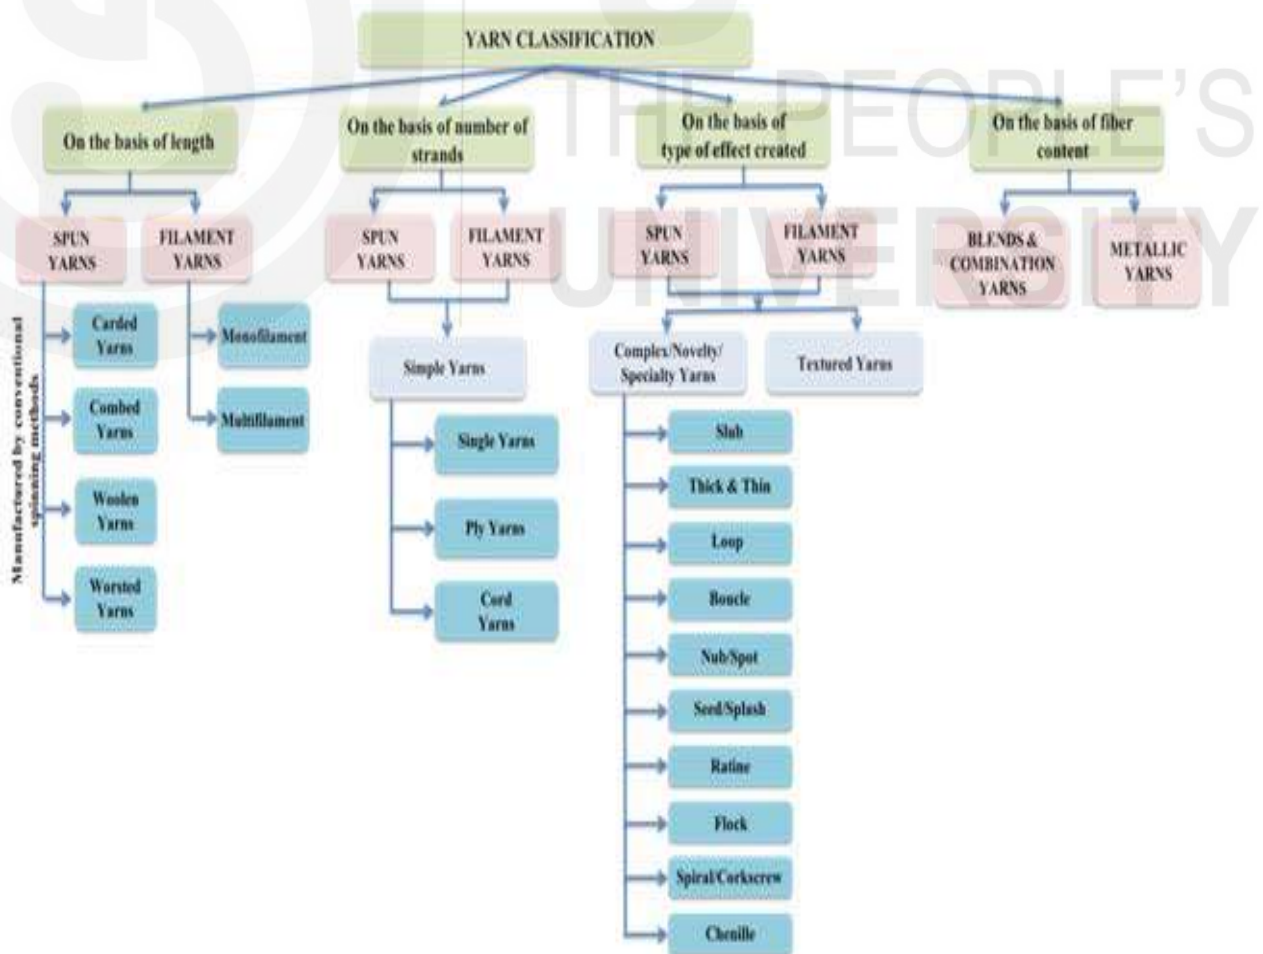 YARN CLASSIFICATION
THE PEOPLE'S
UNIVERSITY
On the basis of length
On the basis of number of
strands
On the basis of
type of effect created
On the basis of fiber
content
SPUN
YARNS
FILAMENT
YARNS
SPUN
YARNS
FILAMENT
YARNS
SPUN
YARNS
FILAMENT
YARNS
BLENDS &
COMBINATION
YARNS
METALLIC
YARNS
Manufactured by conventional
spinning methods
Carded
Yarns
Combed
Yarns
Woolen
Yarns
Worsted
Yarns
Monofilament
Multifilament
Simple Yarns
Single Yarns
Ply Yarns
Cord
Yarns
Complex/Novelty/
Specialty Yarns
Textured Yarns
Slub
Thick & Thin
Loop
Boucle
Nub/Spot
Seed/Splash
Ratine
Flock
Spiral/Corkscrew
Chenille